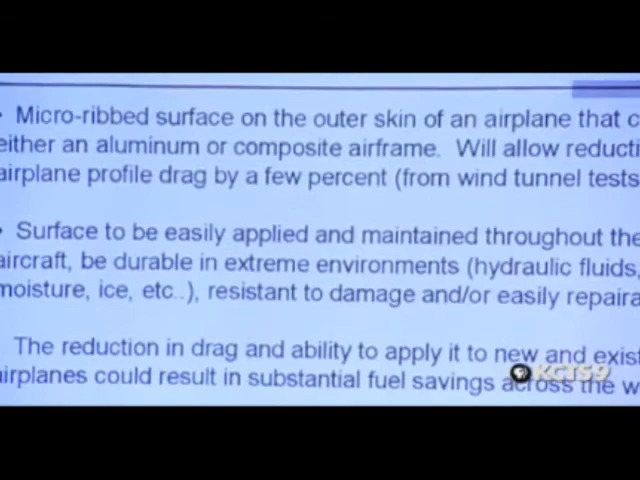 Micro-ribbed surface on the outer skin of an airplane that c
either an aluminum or composite airframe. Will allow reducti
airplane profile drag by a few percent (from wind tunnel tests
Surface to be easily applied and maintained throughout the
aircraft, be durable in extreme environments (hydraulic fluids,
moisture, ice, etc..), resistant to damage and/or easily repaira
The reduction in drag and ability to apply it to new and exist
airplanes could result in substantial fuel savings across the w
KCTS9